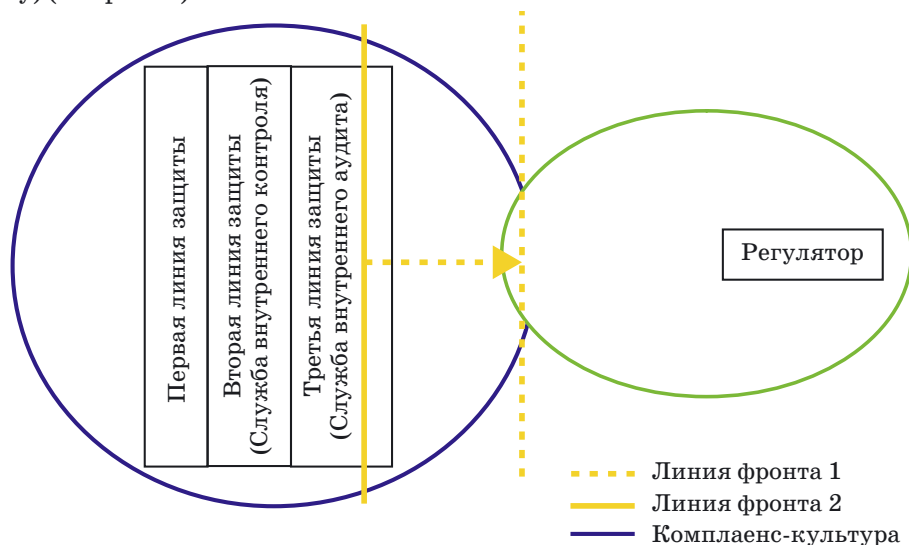 Первая линия защиты
Вторая линия защиты
(Служба внутреннего контроля)
Третья линия защиты
(Служба внутреннего аудита)
Регулятор
Линия фронта 1
Линия фронта 2
Комплаенс-культура